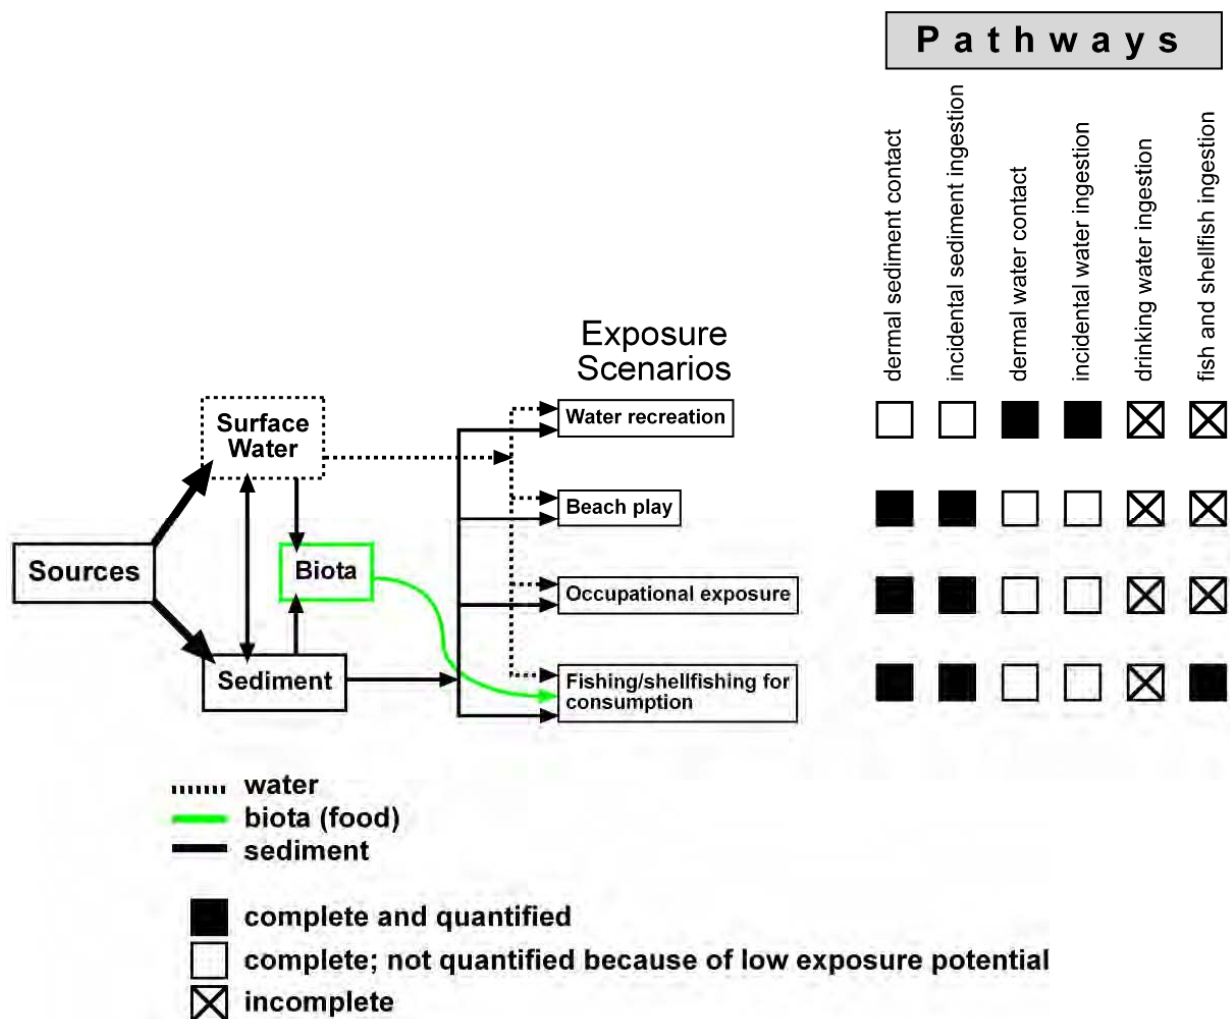 Pathways
dermal sediment contact
incidental sediment ingestion
dermal water contact
incidental water ingestion
drinking water ingestion
fish and shellfish ingestion
Exposure
Scenarios
Surface
Water
Water recreation
Beach play
Sources
Biota
Occupational exposure
Sediment
Fishing/shellfishing for
consumption
water
biota (food)
sediment
complete and quantified
complete; not quantified because of low exposure potential
incomplete